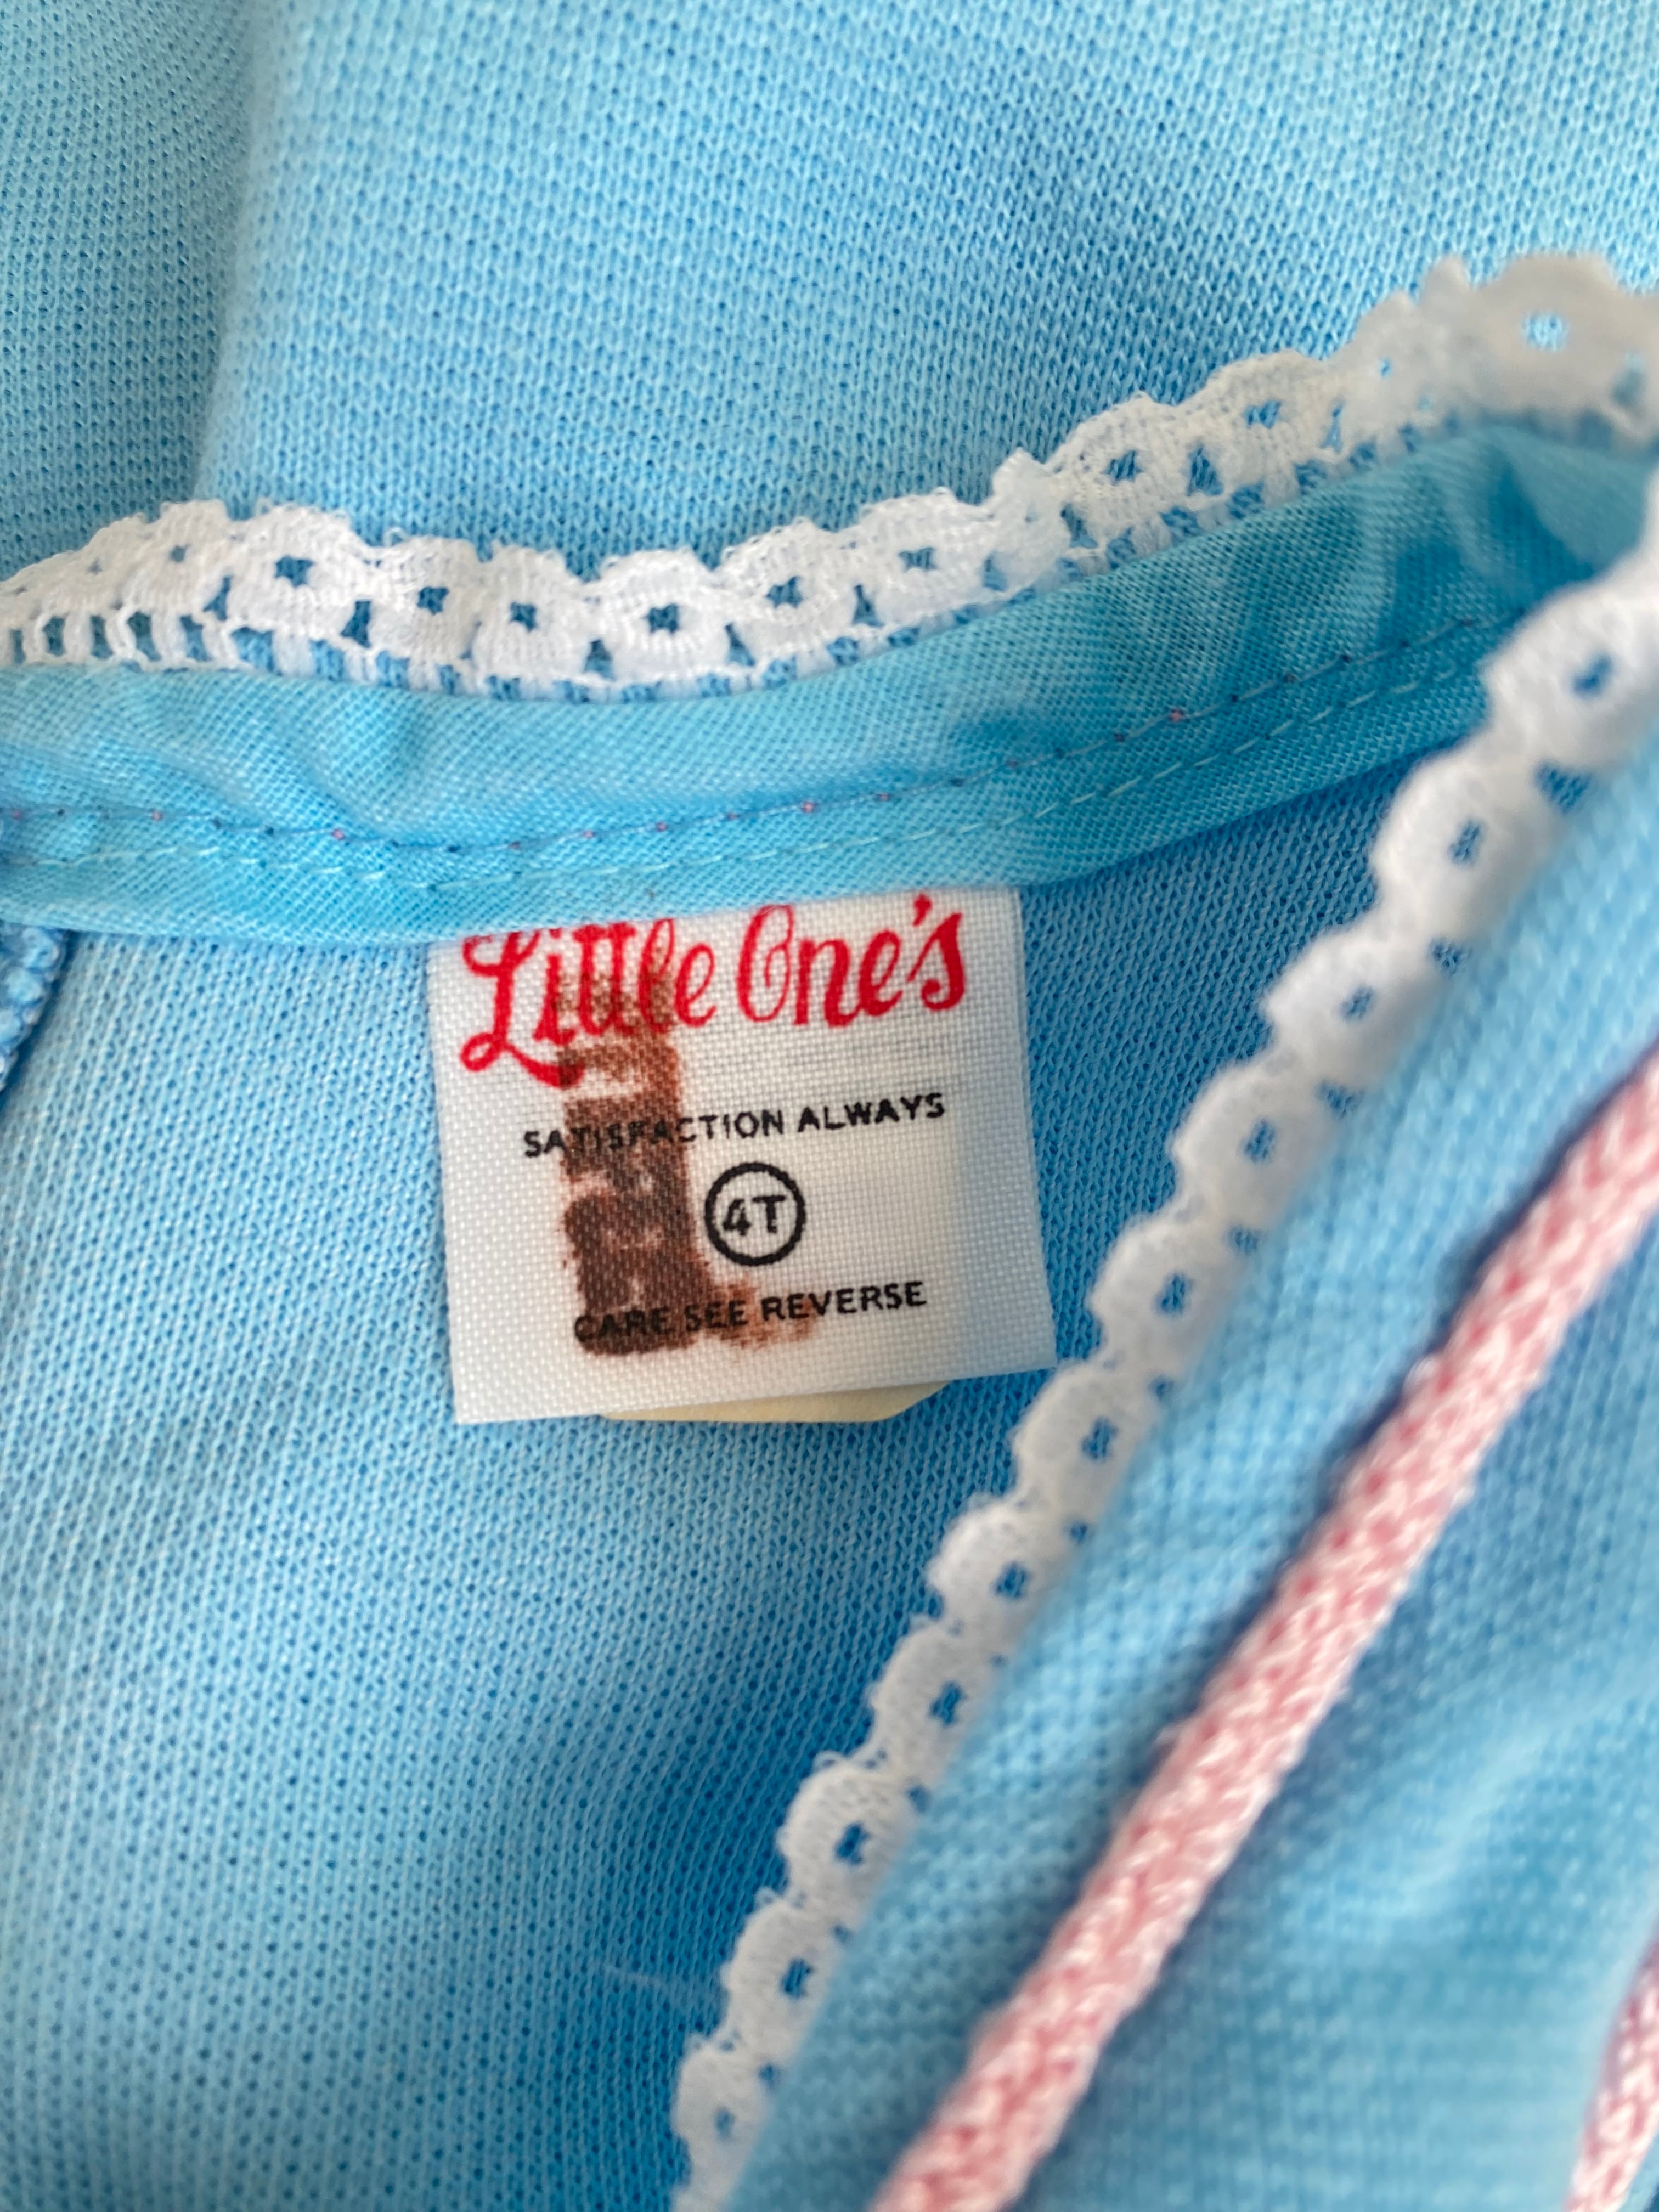 Little One's
SATISFACTION ALWAYS
4T
CARE SEE REVERSE